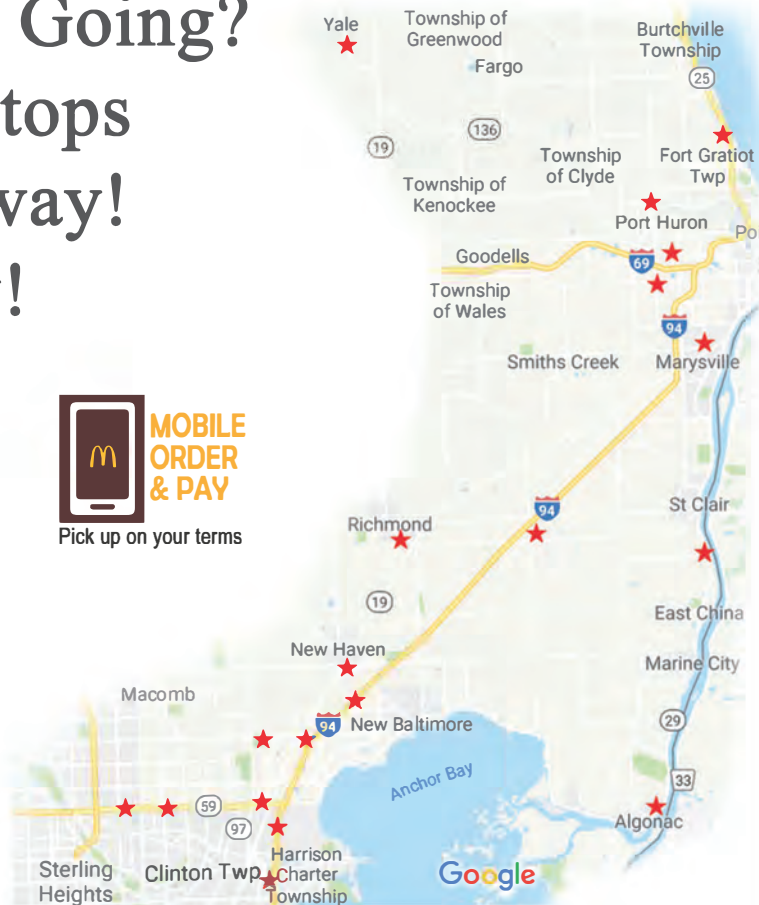 Going?
tops
way!
!
Yale
Township of
Greenwood
Fargo
Burtchville
Township
25
136
19
Township
of Clyde
Fort Gratiot
Twp
Township of
Kenockee
Port Huron
Po
Goodells
69
Township
of Wales
94
Smiths Creek
Marysville
MOBILE
ORDER
& PAY
Pick up on your terms
94
St Clair
Richmond
19
East China
New Haven
Marine City
Macomb
94
New Baltimore
29
Anchor Bay
33
59
97
Algonac
Harrison
Charter
Township
Clinton Twp
Sterling
Heights
Google